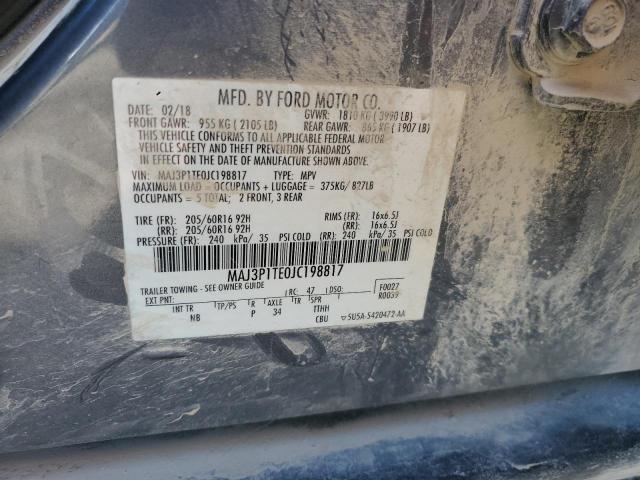 MFD. BY FORD MOTOR CO.
DATE: 02/18 GVWR: 1810 KG ( 3990 LB)
FRONT GAWR: 955 KG ( 2105 LB) REAR GAWR: 865 KG ( 1907 LB)
THIS VEHICLE CONFORMS TO ALL APPLICABLE FEDERAL MOTOR
VEHICLE SAFETY STANDARDS IN EFFECT ON THE
DATE OF MANUFACTURE SHOWN ABOVE.
VIN: MAJ3P1TE0JC198817 TYPE: MPV
MAXIMUM LOAD = OCCUPANTS + LUGGAGE = 375KG/ 827LB
OCCUPANTS = 5 TOTAL; 2 FRONT, 3 REAR
TIRE (FR): 205/60R16 92H RIMS (FR): 16x6.5J
(RR): 205/60R16 92H (RR): 16x6.5J
PRESSURE (FR): 240 kPa/ 35 PSI COLD (RR): 240 kPa/ 35 PSI COLD
MAJ3P1TE0JC198817
TRAILER TOWING - SEE OWNER GUIDE
EXT PNT: RC: 47 DSO: F0027
R0039
INT TR TP/PS R AXLE TR SPR
NB P 34 TTHH
CBU 5U5A-5420472-AA